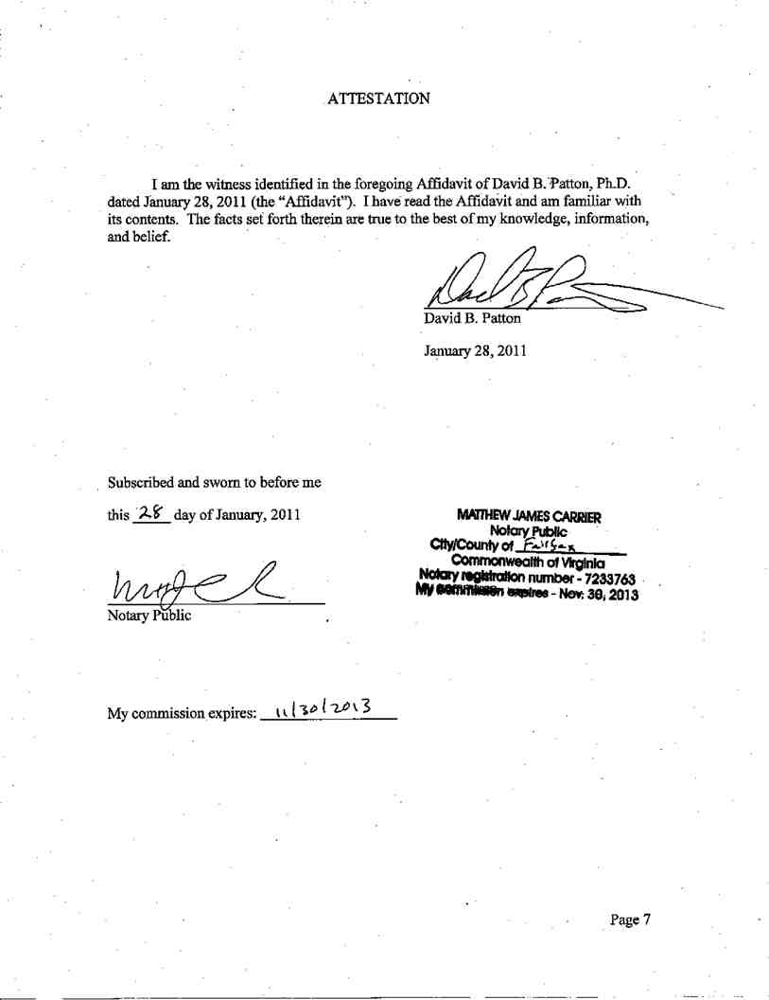 ATTESTATION
I am the witness identified in the foregoing Affidavit of David B. Patton, Ph.D.
dated January 28, 2011 (the “Affidavit”). I have read the Affidavit and am familiar with
its contents. The facts set forth therein are true to the best of my knowledge, information,
and belief.
David B. Patton
January 28, 2011
Subscribed and sworn to before me
this 28 day of January, 2011
Notary Public
MATTHEW JAMES CARRIER
Notary Public
City/County of Fairfax
Commonwealth of Virginia
Notary registration number - 7233763
My commission expires - Nov. 30, 2013
My commission expires: 11/30/2013
Page 7